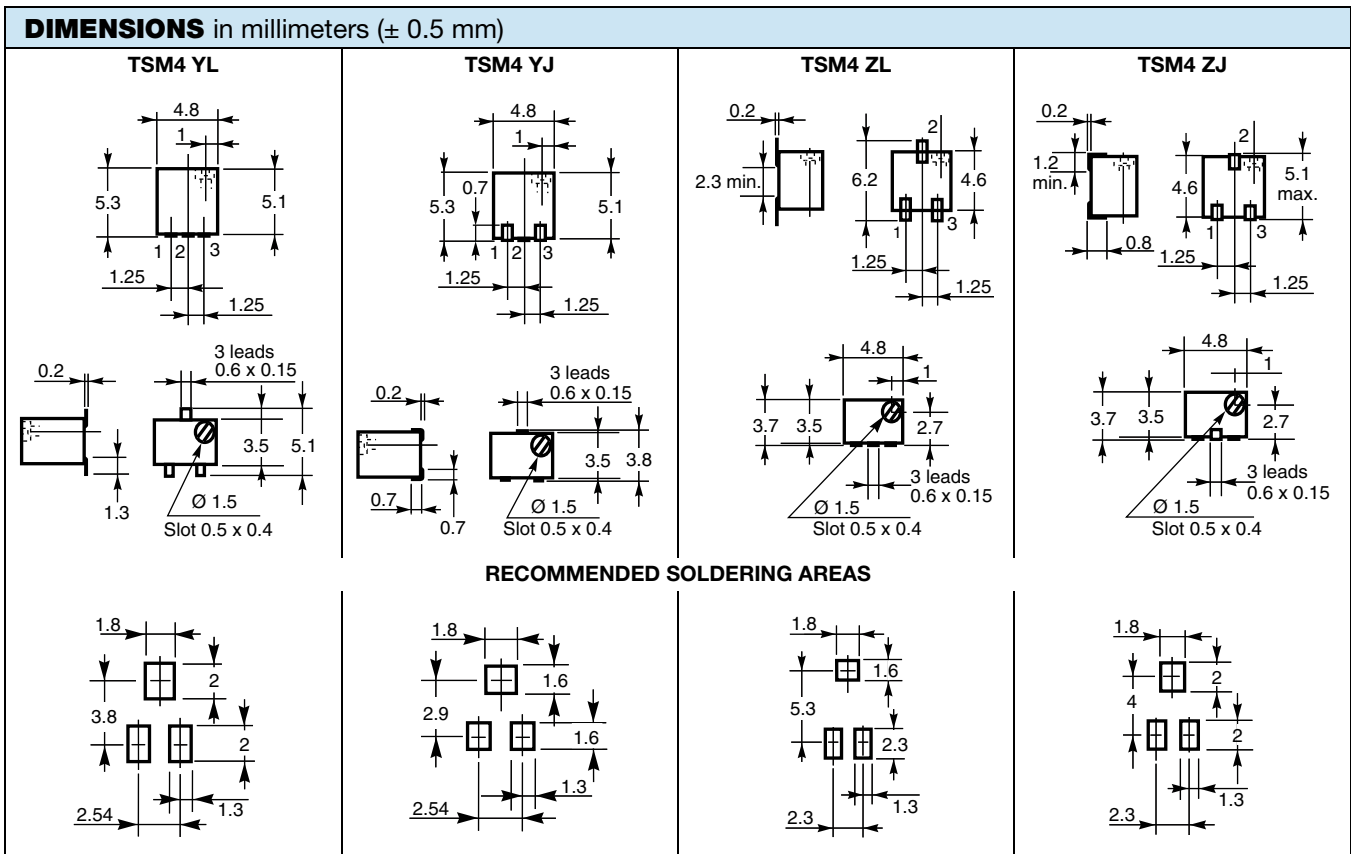 DIMENSIONS in millimeters (± 0.5 mm)
TSM4 YL
4.8
1
5.3
5.1
1 2 3
1.25
1.25
0.2
3 leads
0.6 x 0.15
3.5
5.1
1.3
Ø 1.5
Slot 0.5 x 0.4
TSM4 YJ
4.8
1
0.7
5.3
5.1
1 2 3
1.25
1.25
0.2
3 leads
0.6 x 0.15
3.5
3.8
0.7
0.7
Ø 1.5
Slot 0.5 x 0.4
TSM4 ZL
0.2
2
2.3 min.
6.2
4.6
1
3
1.25
1.25
4.8
1
3.7
3.5
2.7
3 leads
0.6 x 0.15
Ø 1.5
Slot 0.5 x 0.4
TSM4 ZJ
0.2
2
1.2
min.
4.6
5.1
max.
1
3
0.8
1.25
1.25
4.8
1
3.7
3.5
2.7
3 leads
0.6 x 0.15
Ø 1.5
Slot 0.5 x 0.4
RECOMMENDED SOLDERING AREAS
1.8
2
3.8
2
1.3
2.54
1.8
1.6
2.9
1.6
1.3
2.54
1.8
1.6
5.3
2.3
1.3
2.3
1.8
2
4
2
1.3
2.3